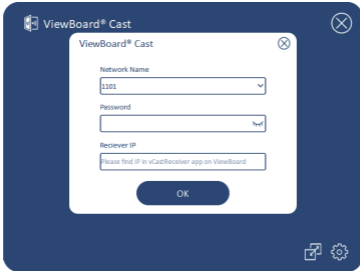 ViewBoard® Cast
ViewBoard® Cast
Network Name
1101
Password
Reciever IP
Please find IP in vCastReceiver app on ViewBoard
OK